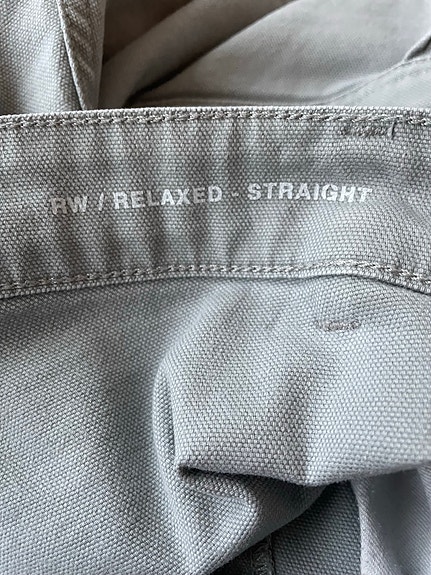 RW / RELAXED - STRAIGHT